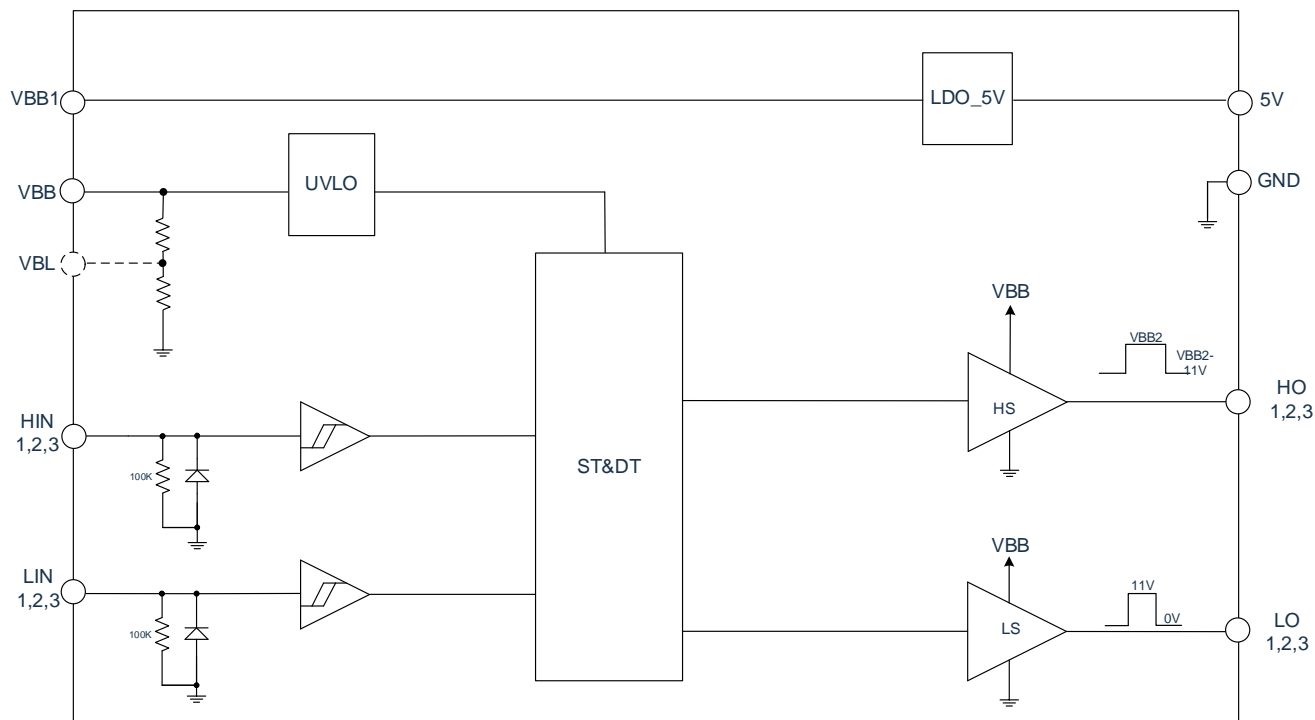 VBB1
LDO_5V
5V
VBB
UVLO
GND
VBL
VBB
VBB2
VBB2-
11V
HIN
1,2,3
100K
ST&DT
HS
HO
1,2,3
VBB
11V
0V
LIN
1,2,3
100K
LS
LO
1,2,3